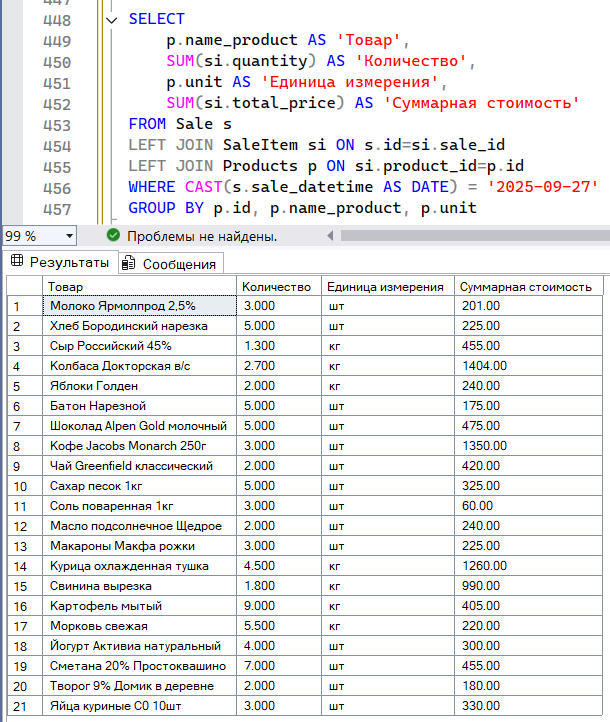 447
448 SELECT
449 p.name_product AS 'Товар',
450 SUM(si.quantity) AS 'Количество',
451 p.unit AS 'Единица измерения',
452 SUM(si.total_price) AS 'Суммарная стоимость'
453 FROM Sale s
454 LEFT JOIN SaleItem si ON s.id=si.sale_id
455 LEFT JOIN Products p ON si.product_id=p.id
456 WHERE CAST(s.sale_datetime AS DATE) = '2025-09-27'
457 GROUP BY p.id, p.name_product, p.unit
99 % Проблемы не найдены.
Результаты Сообщения
Товар Количество Единица измерения Суммарная стоимость
1 Молоко Ярмолпрод 2,5% 3.000 шт 201.00
2 Хлеб Бородинский нарезка 5.000 шт 225.00
3 Сыр Российский 45% 1.300 кг 455.00
4 Колбаса Докторская в/с 2.700 кг 1404.00
5 Яблоки Голден 2.000 кг 240.00
6 Батон Нарезной 5.000 шт 175.00
7 Шоколад Alpen Gold молочный 5.000 шт 475.00
8 Кофе Jacobs Monarch 250г 3.000 шт 1350.00
9 Чай Greenfield классический 2.000 шт 420.00
10 Сахар песок 1кг 5.000 шт 325.00
11 Соль поваренная 1кг 3.000 шт 60.00
12 Масло подсолнечное Щедрое 2.000 шт 240.00
13 Макароны Макфа рожки 3.000 шт 225.00
14 Курица охлажденная тушка 4.500 кг 1260.00
15 Свинина вырезка 1.800 кг 990.00
16 Картофель мытый 9.000 кг 405.00
17 Морковь свежая 5.500 кг 220.00
18 Йогурт Активиа натуральный 4.000 шт 300.00
19 Сметана 20% Простоквашино 7.000 шт 455.00
20 Творог 9% Домик в деревне 2.000 шт 180.00
21 Яйца куриные С0 10шт 3.000 шт 330.00